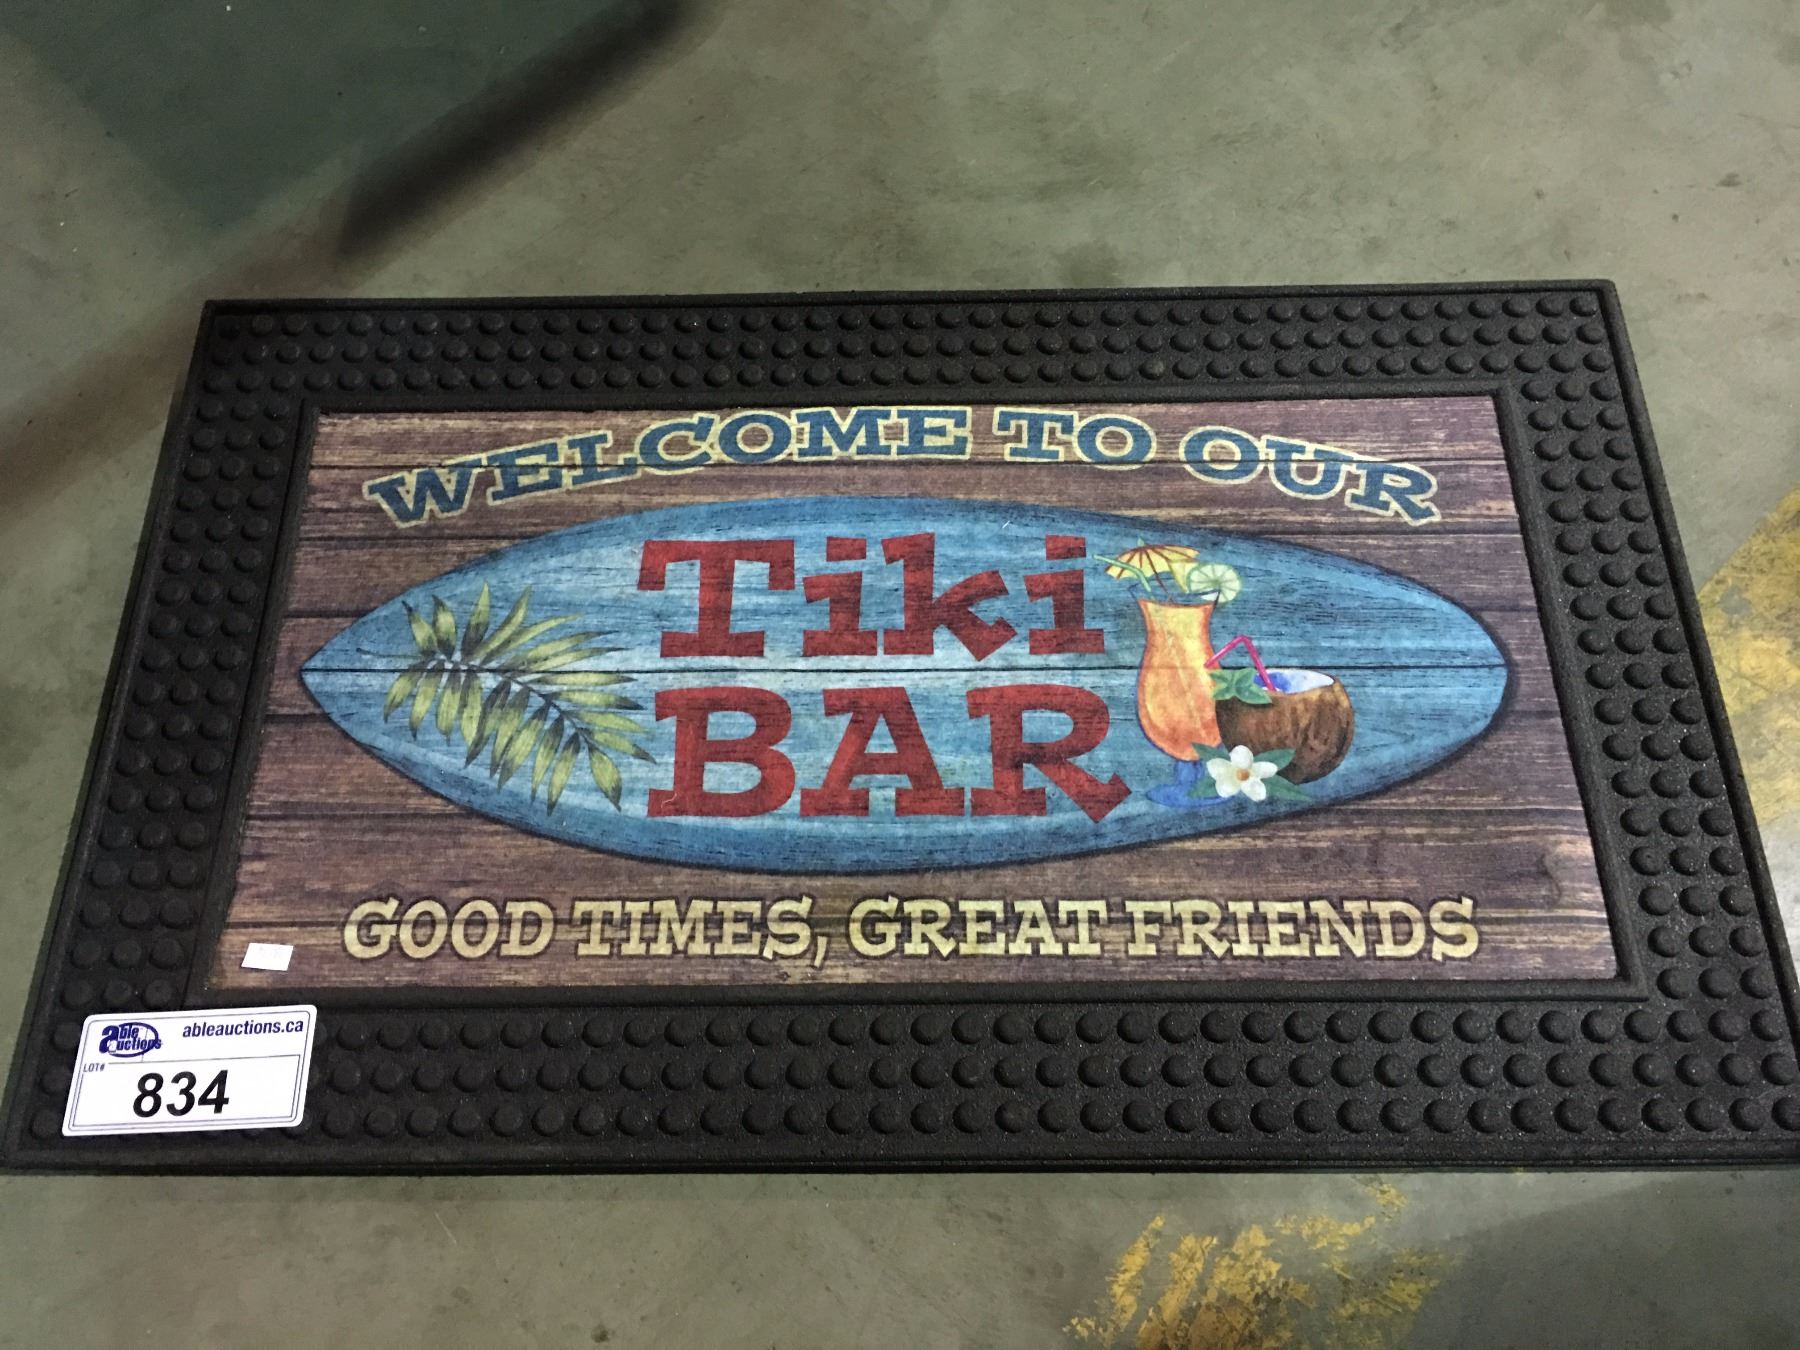 WELCOME TO OUR
Tiki
BAR
GOOD TIMES, GREAT FRIENDS
able auctions
ableauctions.ca
LOT#
834